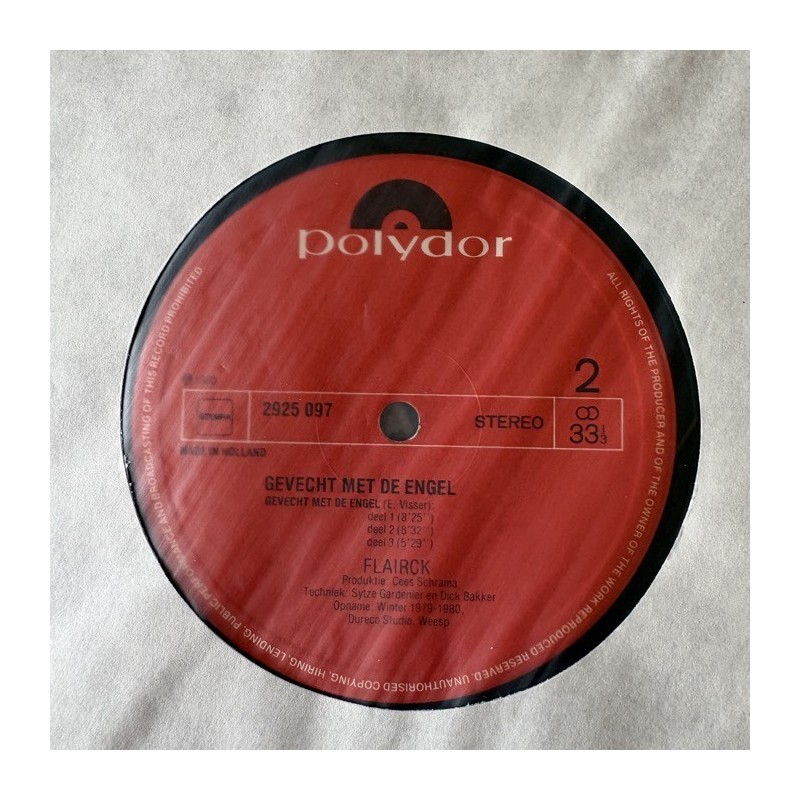 polydor
2
2925 097
STEREO
33 1/3
MADE IN HOLLAND
GEVECHT MET DE ENGEL
GEVECHT MET DE ENGEL (E. Visser):
deel 1 (8'25'')
deel 2 (8'32'')
deel 3 (5'29'')
FLAIRCK
Produktie: Cees Schrama,
Techniek: Sytze Gardenier en Dick Bakker
Opname: Winter 1979-1980,
Dureco Studio, Weesp
ALL RIGHTS OF THE PRODUCER AND OF THE OWNER OF THE WORK REPRODUCED RESERVED. UNAUTHORISED COPYING, HIRING, LENDING, PUBLIC PERFORMANCE AND BROADCASTING OF THIS RECORD PROHIBITED.